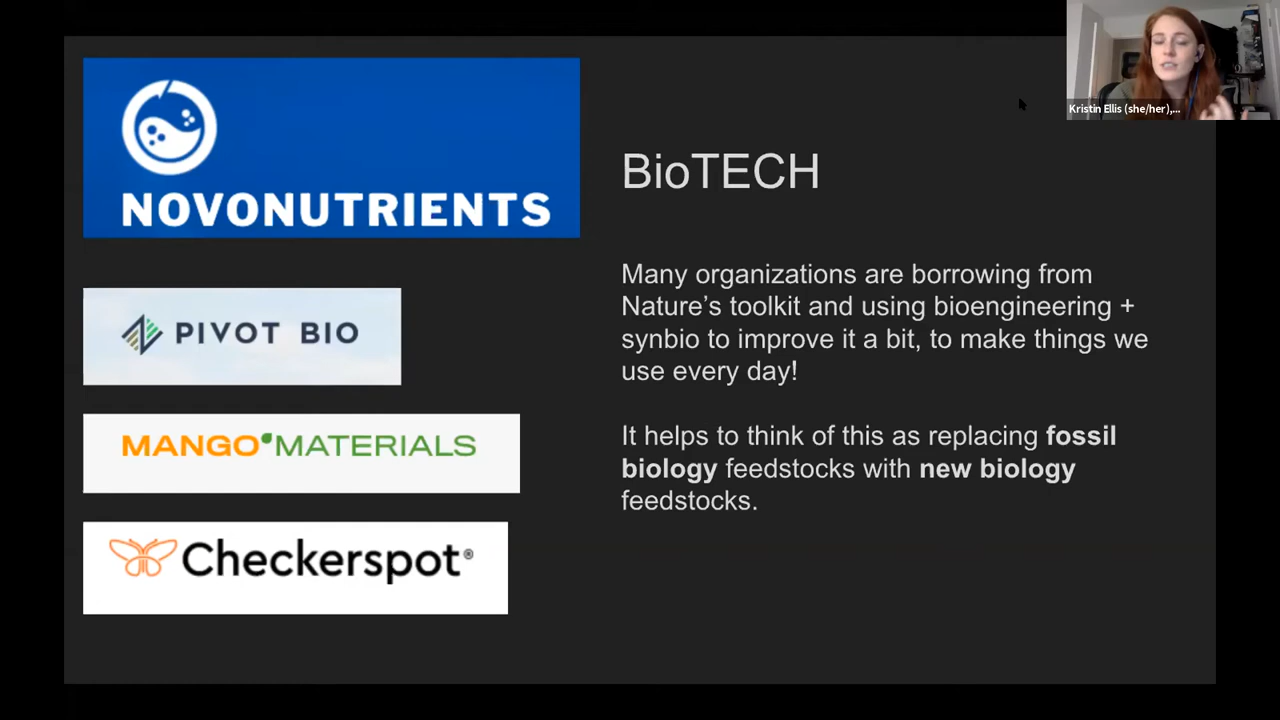 NOVONUTRIENTS
PIVOT BIO
MANGO MATERIALS
Checkerspot®
BioTECH
Many organizations are borrowing from
Nature’s toolkit and using bioengineering +
synbio to improve it a bit, to make things we
use every day!
It helps to think of this as replacing fossil
biology feedstocks with new biology
feedstocks.
Kristin Ellis (she/her),...